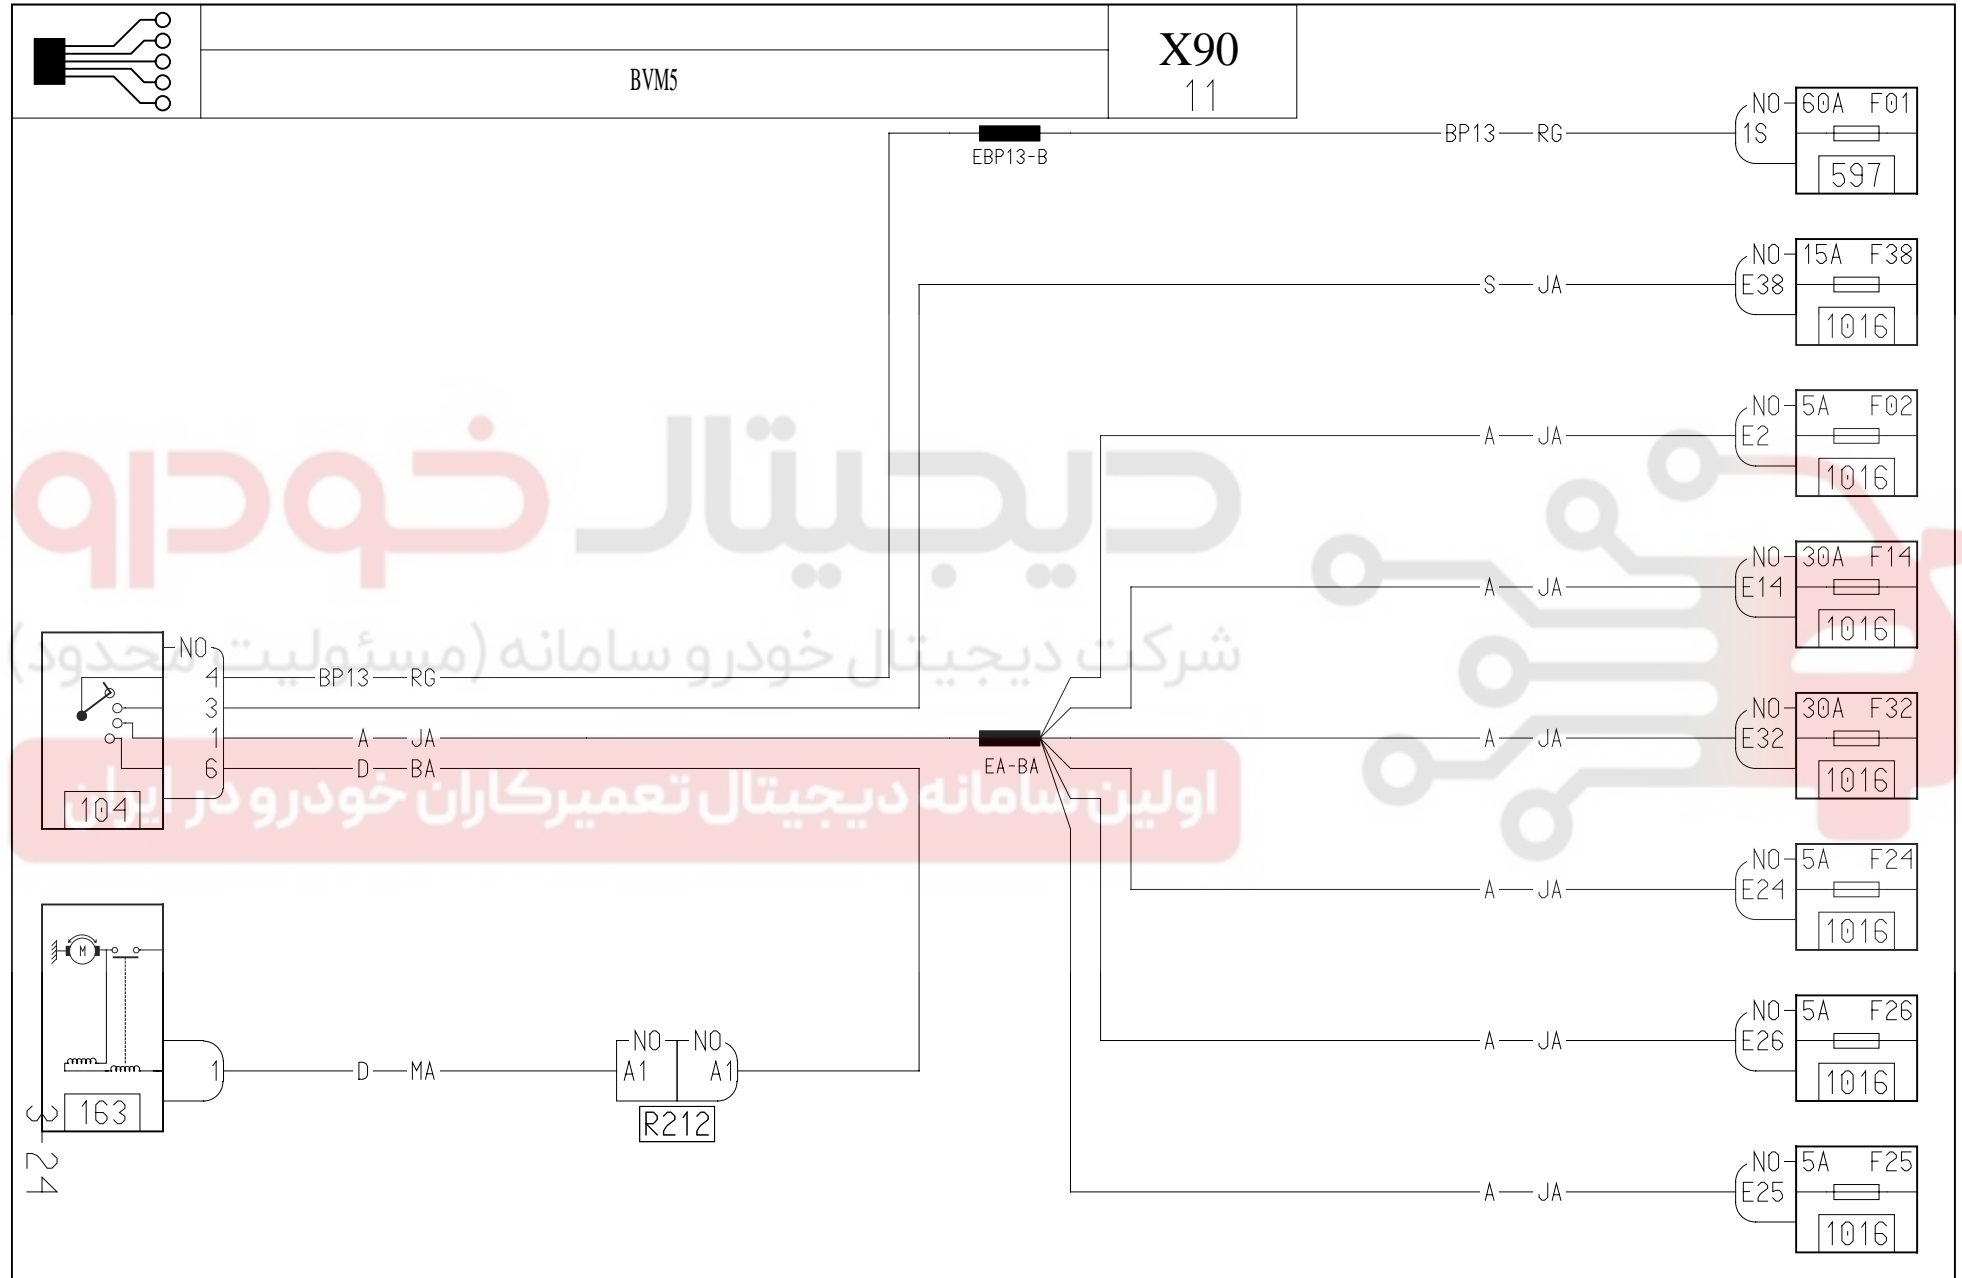 BVM5
X90
11
NO 60A F01
BP13 RG 1S
EBP13-B
597
NO 15A F38
S JA E38
1016
NO 5A F02
A JA E2
1016
دیجیتال خودرو
NO 30A F14
A JA E14
1016
شرکت دیجیتال خودرو سامانه (مسئولیت محدود)
NO
4 BP13 RG
3
1 A JA
6 D BA
104
EA-BA
NO 30A F32
A JA E32
1016
اولین سامانه دیجیتال تعمیرکاران خودرو در ایران
NO 5A F24
A JA E24
1016
M
1 D MA
163
NO NO
A1 A1
R212
NO 5A F26
A JA E26
1016
NO 5A F25
A JA E25
1016
3_24